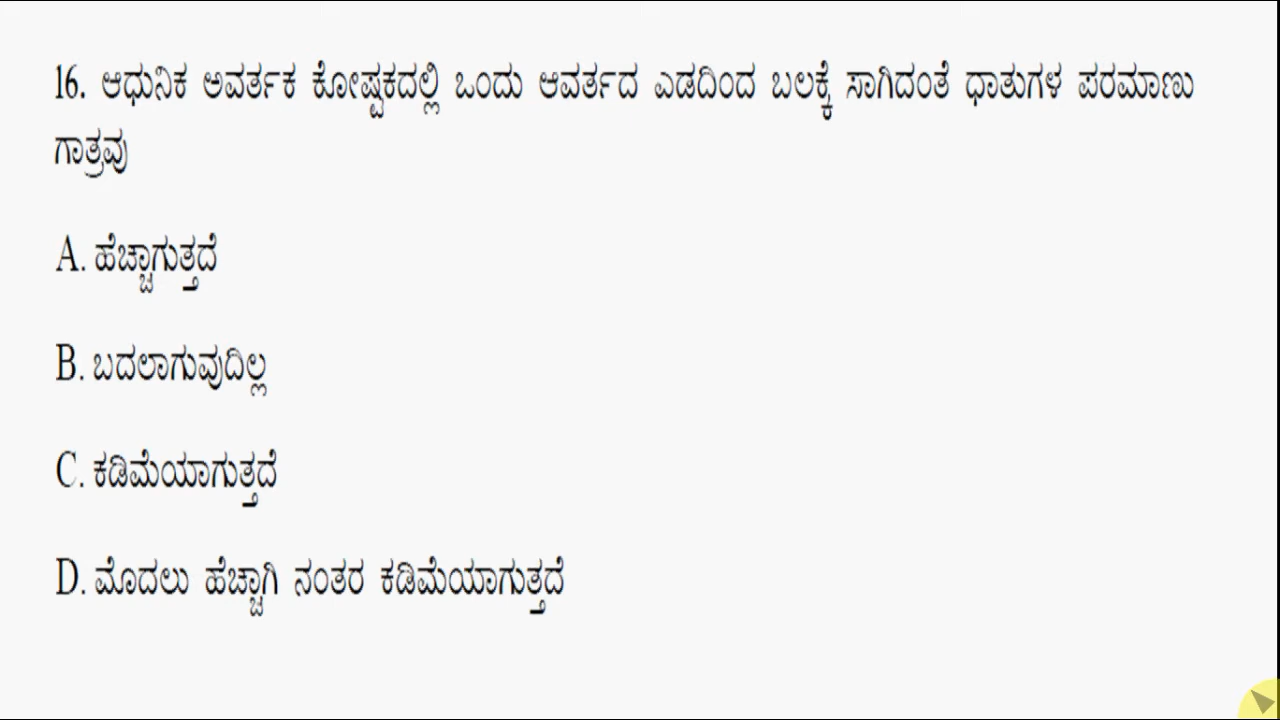 16. ಆಧುನಿಕ ಅವರ್ತಕ ಕೋಷ್ಟಕದಲ್ಲಿ ಒಂದು ಆವರ್ತದ ಎಡದಿಂದ ಬಲಕ್ಕೆ ಸಾಗಿದಂತೆ ಧಾತುಗಳ ಪರಮಾಣು
ಗಾತ್ರವು
A. ಹೆಚ್ಚಾಗುತ್ತದೆ
B. ಬದಲಾಗುವುದಿಲ್ಲ
C. ಕಡಿಮೆಯಾಗುತ್ತದೆ
D. ಮೊದಲು ಹೆಚ್ಚಾಗಿ ನಂತರ ಕಡಿಮೆಯಾಗುತ್ತದೆ